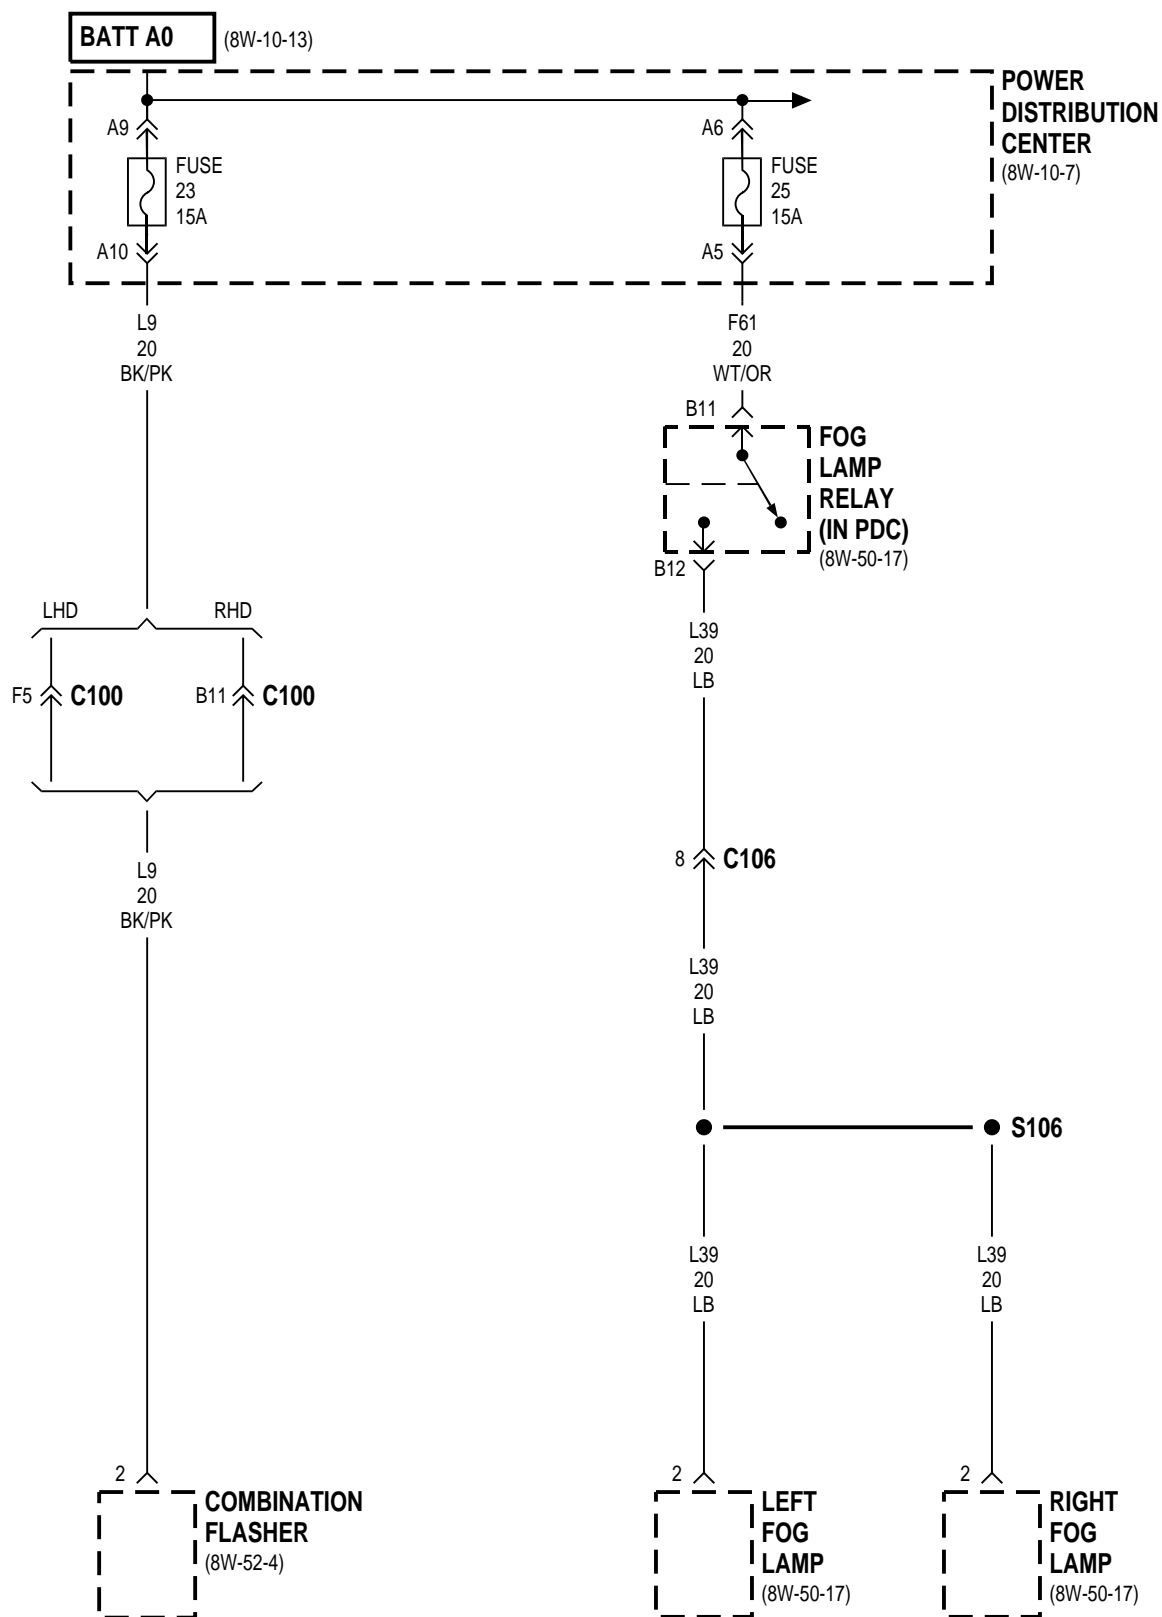 BATT A0 (8W-10-13)
POWER
DISTRIBUTION
CENTER
(8W-10-7)
A9
FUSE
23
15A
A10
A6
FUSE
25
15A
A5
L9
20
BK/PK
F61
20
WT/OR
B11
FOG
LAMP
RELAY
(IN PDC)
(8W-50-17)
B12
LHD
RHD
F5 C100
B11 C100
L39
20
LB
L9
20
BK/PK
8 C106
L39
20
LB
S106
L39
20
LB
L39
20
LB
2
COMBINATION
FLASHER
(8W-52-4)
2
LEFT
FOG
LAMP
(8W-50-17)
2
RIGHT
FOG
LAMP
(8W-50-17)